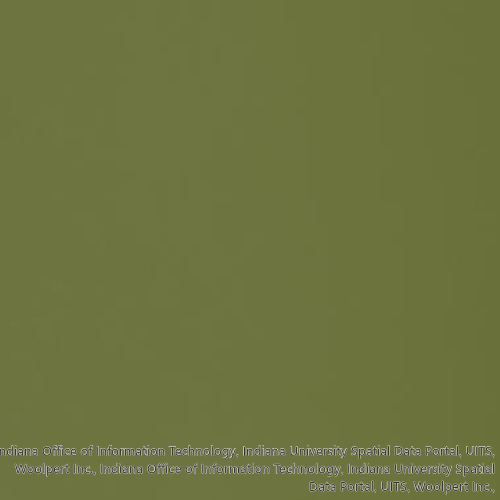 ndiana Office of Information Technology, Indiana University Spatial Data Portal, UITS,
Woolpert Inc., Indiana Office of Information Technology, Indiana University Spatial
Data Portal, UITS, Woolpert Inc.,